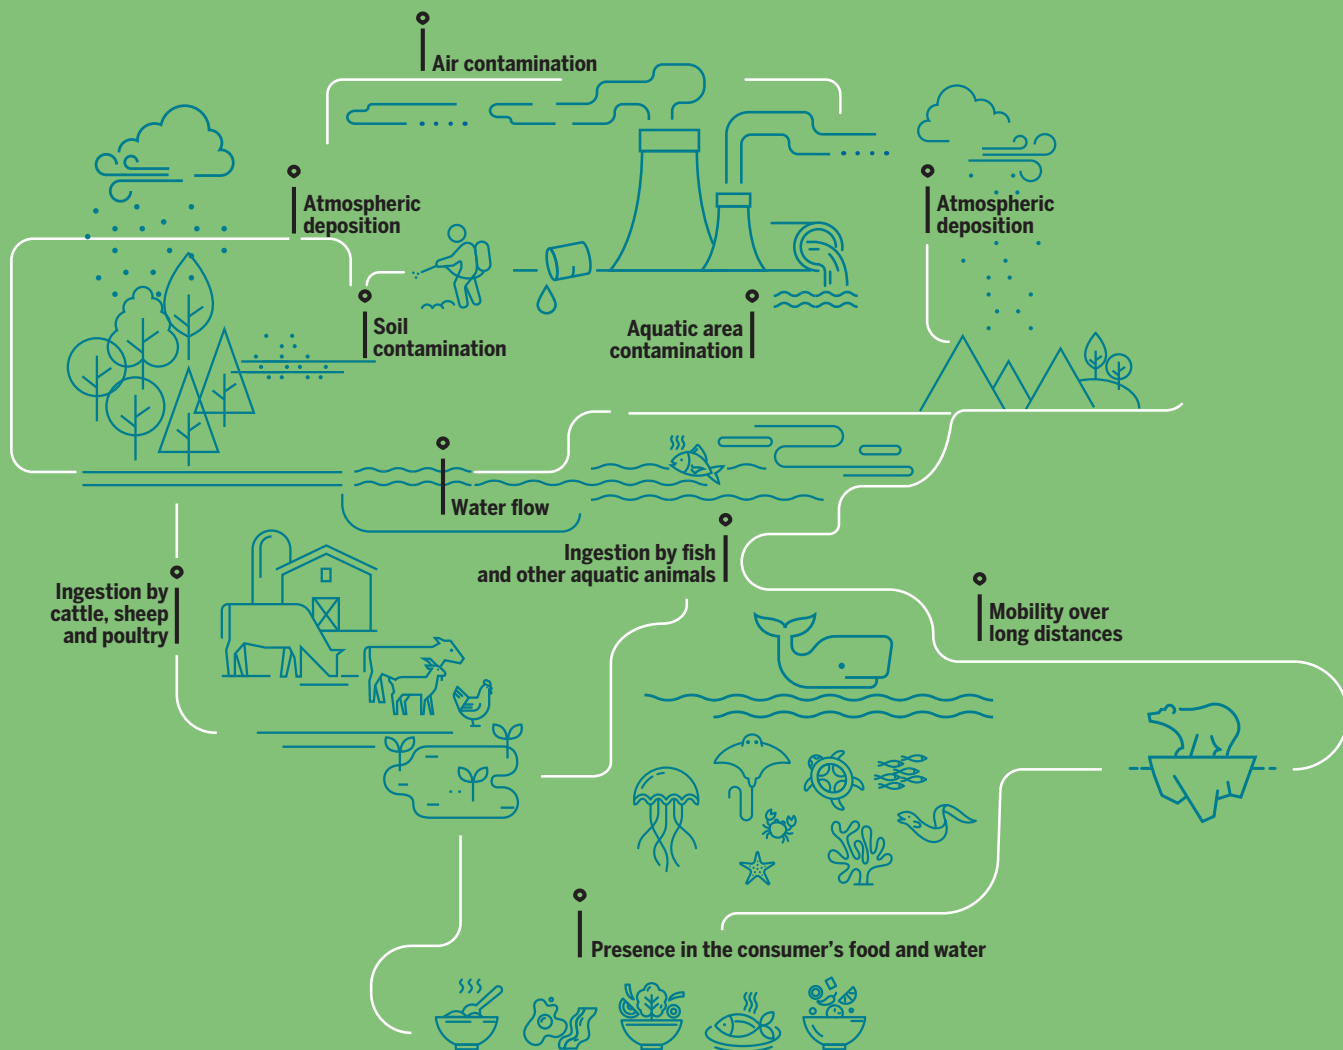 Air contamination
Atmospheric
deposition
Atmospheric
deposition
Soil
contamination
Aquatic area
contamination
Water flow
Ingestion by fish
and other aquatic animals
Ingestion by
cattle, sheep
and poultry
Mobility over
long distances
Presence in the consumer’s food and water